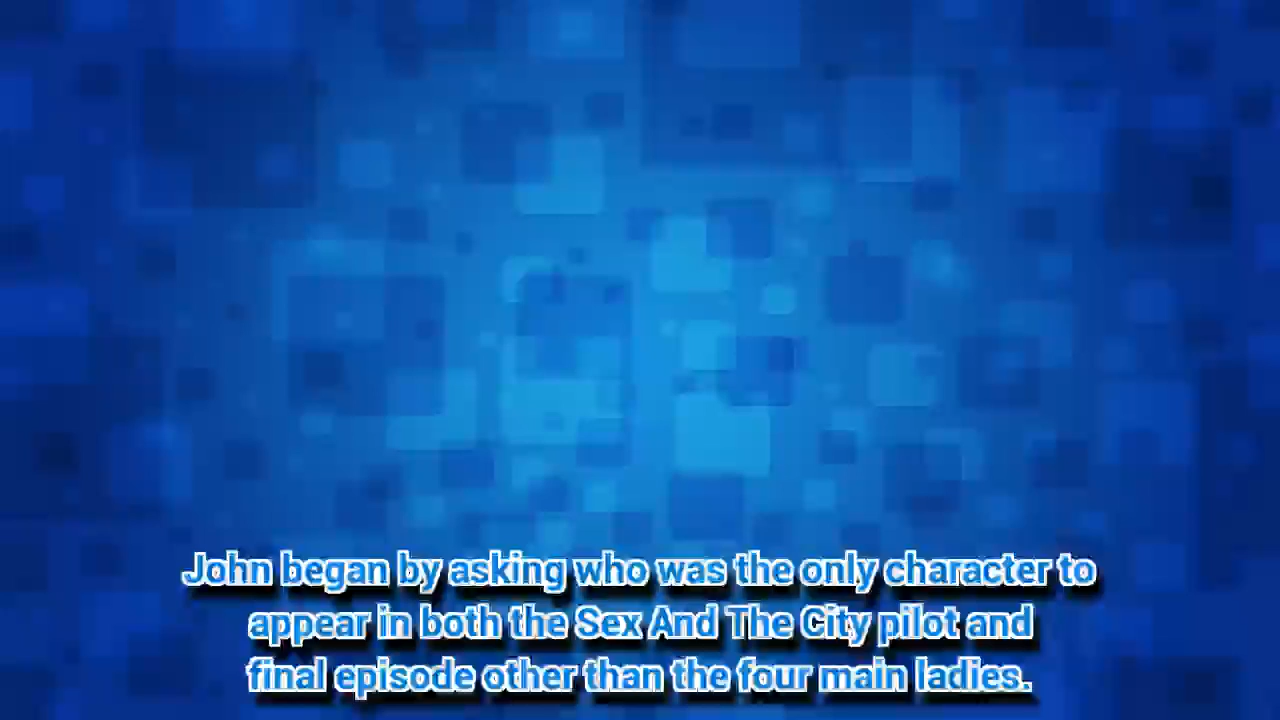 John began by asking who was the only character to
appear in both the Sex And The City pilot and
final episode other than the four main ladies.